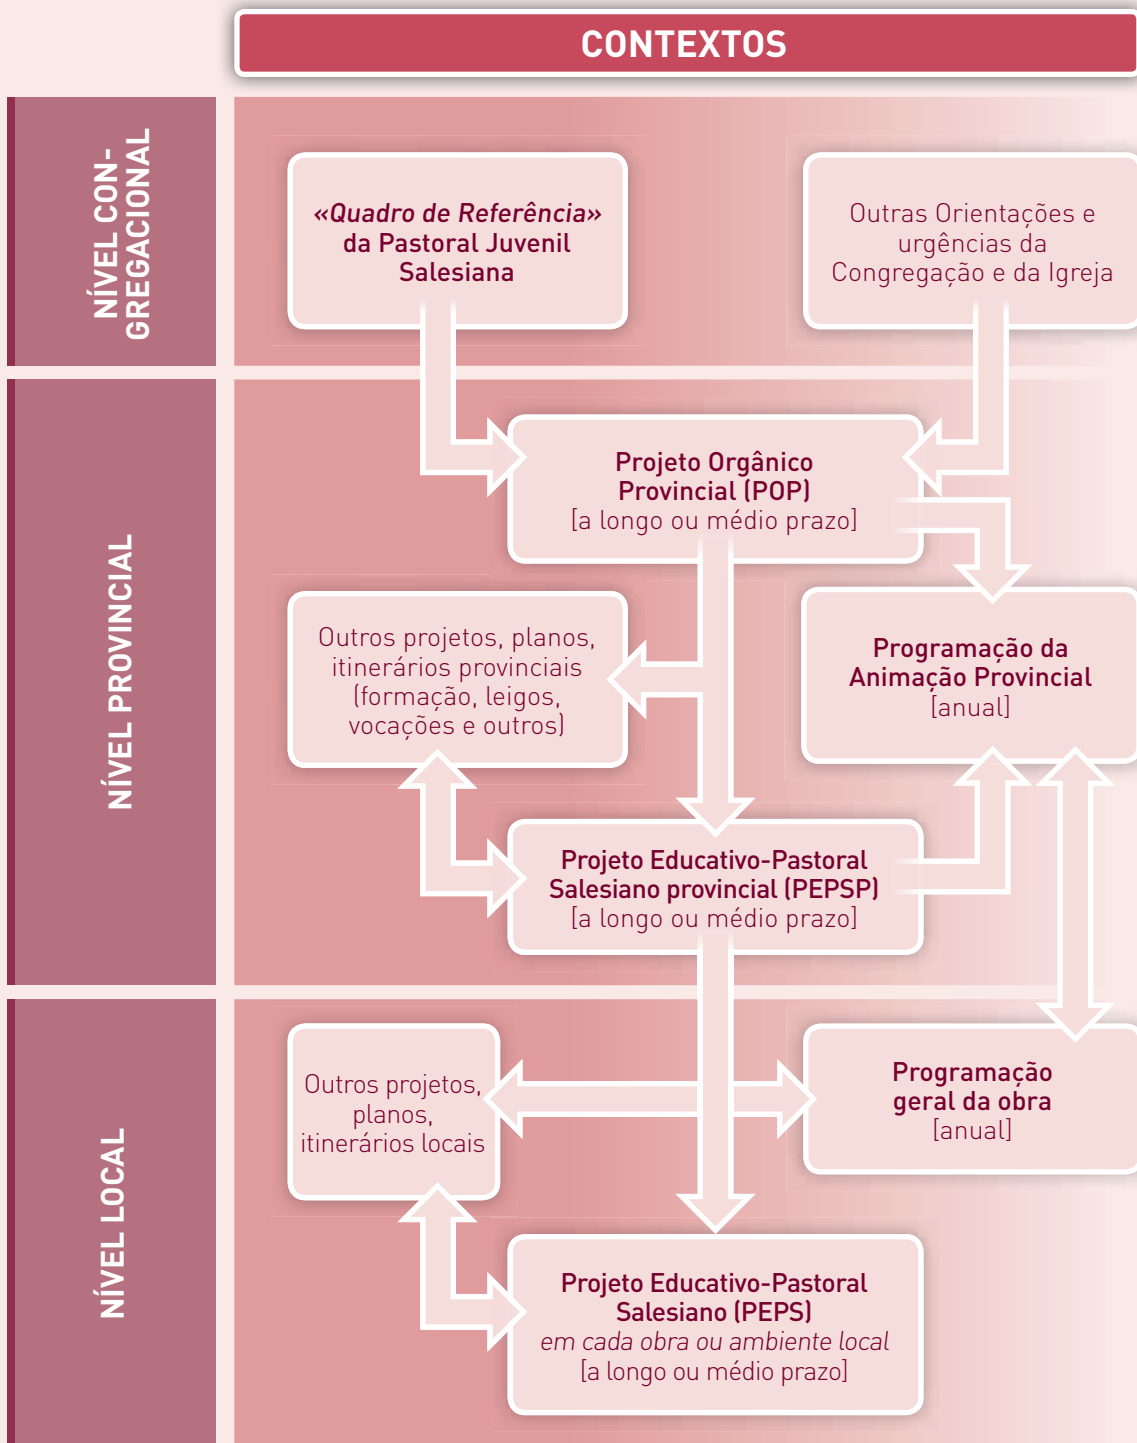 CONTEXTOS
NÍVEL CON-
GREGACIONAL
«Quadro de Referência»
da Pastoral Juvenil
Salesiana
Outras Orientações e
urgências da
Congregação e da Igreja
NÍVEL PROVINCIAL
Projeto Orgânico
Provincial (POP)
[a longo ou médio prazo]
Outros projetos, planos,
itinerários provinciais
(formação, leigos,
vocações e outros)
Programação da
Animação Provincial
[anual]
Projeto Educativo-Pastoral
Salesiano provincial (PEPSP)
[a longo ou médio prazo]
NÍVEL LOCAL
Outros projetos,
planos,
itinerários locais
Programação
geral da obra
[anual]
Projeto Educativo-Pastoral
Salesiano (PEPS)
em cada obra ou ambiente local
[a longo ou médio prazo]